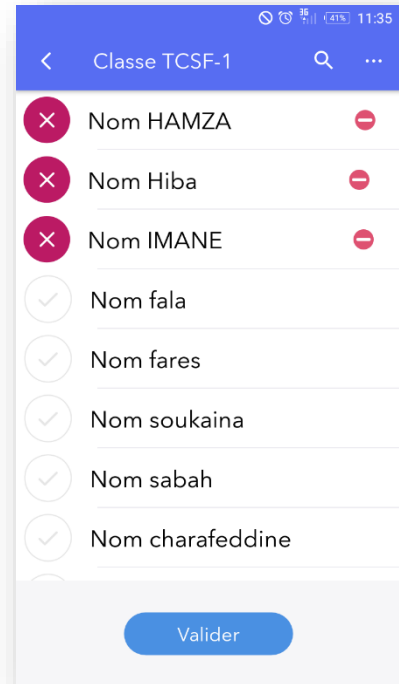 3G 41% 11:35
Classe TCSF-1
Nom HAMZA
Nom Hiba
Nom IMANE
Nom fala
Nom fares
Nom soukaina
Nom sabah
Nom charafeddine
Valider